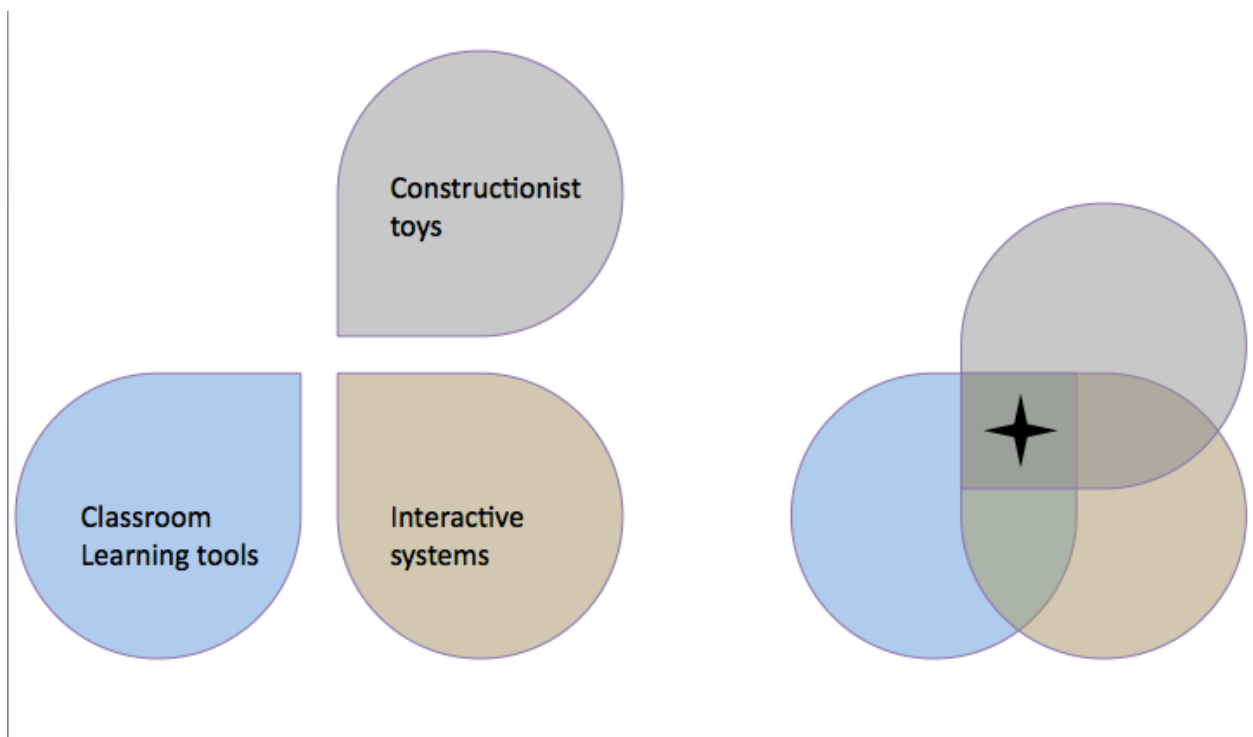 Constructionist
toys
Classroom
Learning tools
Interactive
systems